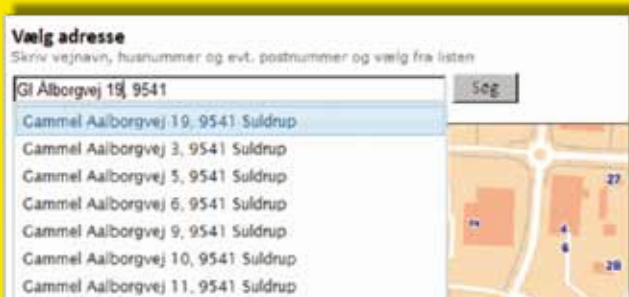 Vælg adresse
Skriv vejnavn, husnummer og evt. postnummer og vælg fra listen
Gl Ålborgvej 19, 9541
Søg
Gammel Aalborgvej 19, 9541 Suldrup
Gammel Aalborgvej 3, 9541 Suldrup
Gammel Aalborgvej 5, 9541 Suldrup
Gammel Aalborgvej 6, 9541 Suldrup
Gammel Aalborgvej 9, 9541 Suldrup
Gammel Aalborgvej 10, 9541 Suldrup
Gammel Aalborgvej 11, 9541 Suldrup
27
4
6
28